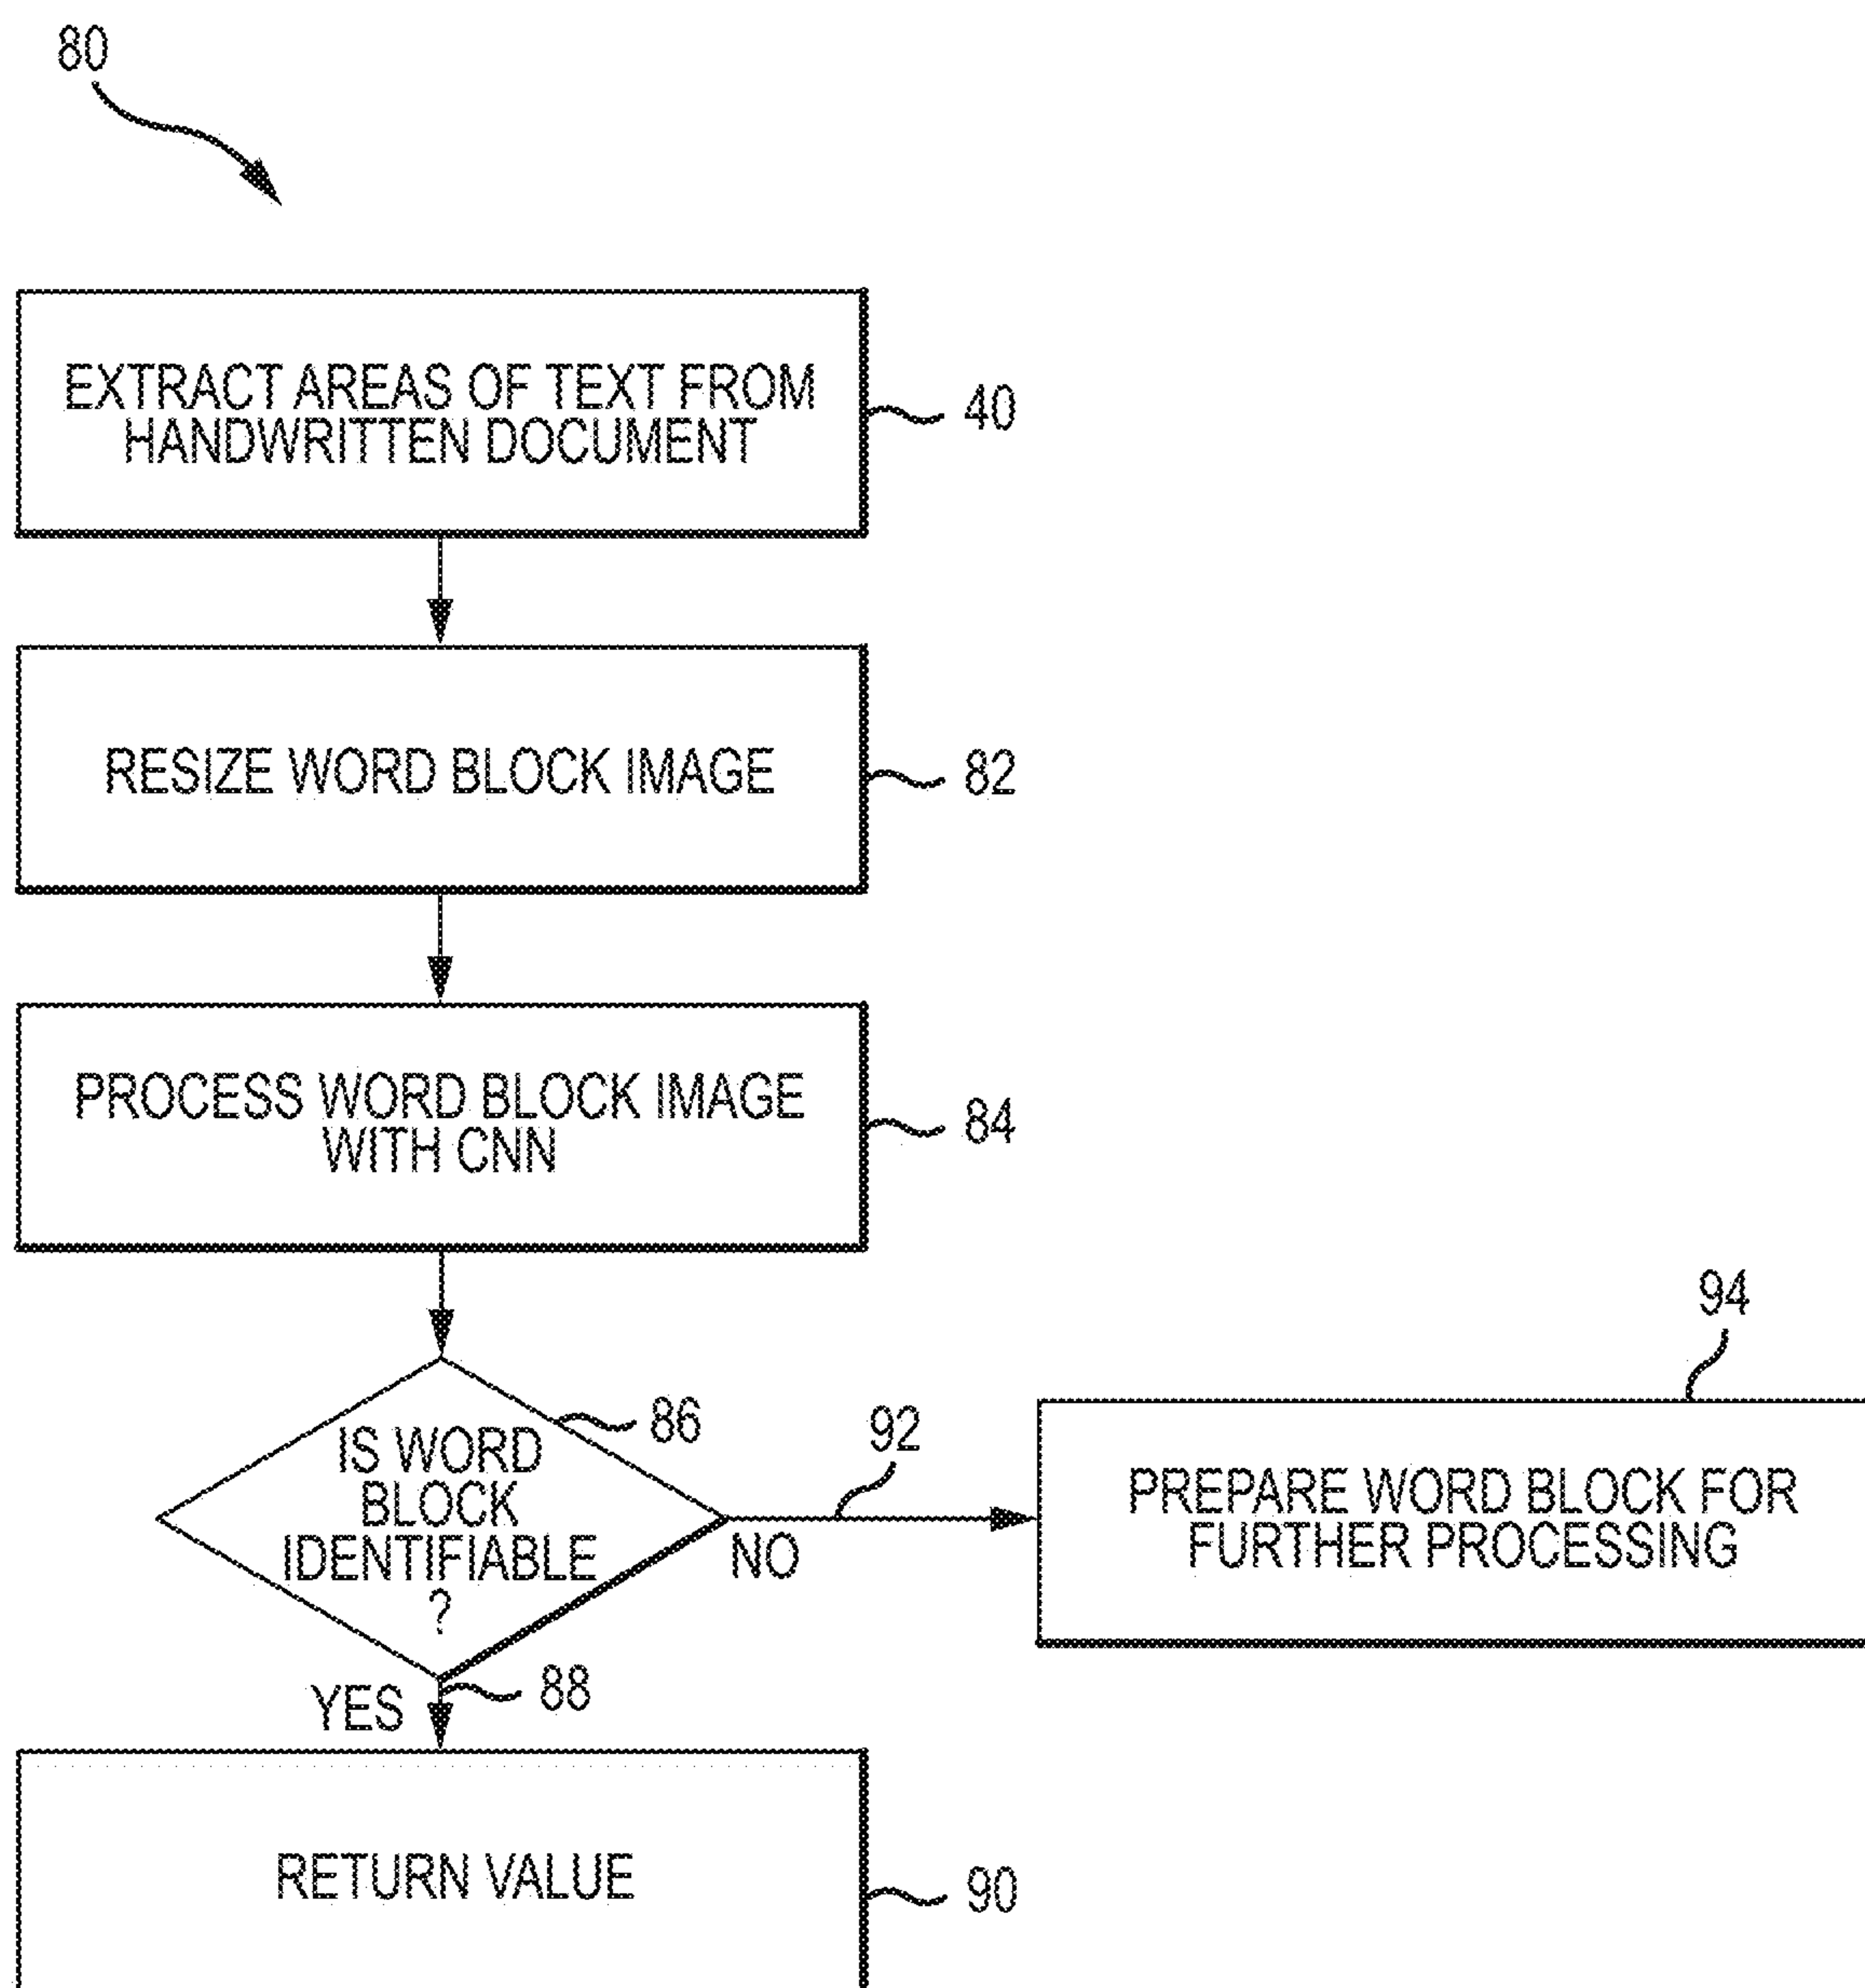 80
EXTRACT AREAS OF TEXT FROM
HANDWRITTEN DOCUMENT
40
RESIZE WORD BLOCK IMAGE
82
PROCESS WORD BLOCK IMAGE
WITH CNN
84
IS WORD
BLOCK
IDENTIFIABLE
?
86
92
NO
94
PREPARE WORD BLOCK FOR
FURTHER PROCESSING
YES
88
RETURN VALUE
90